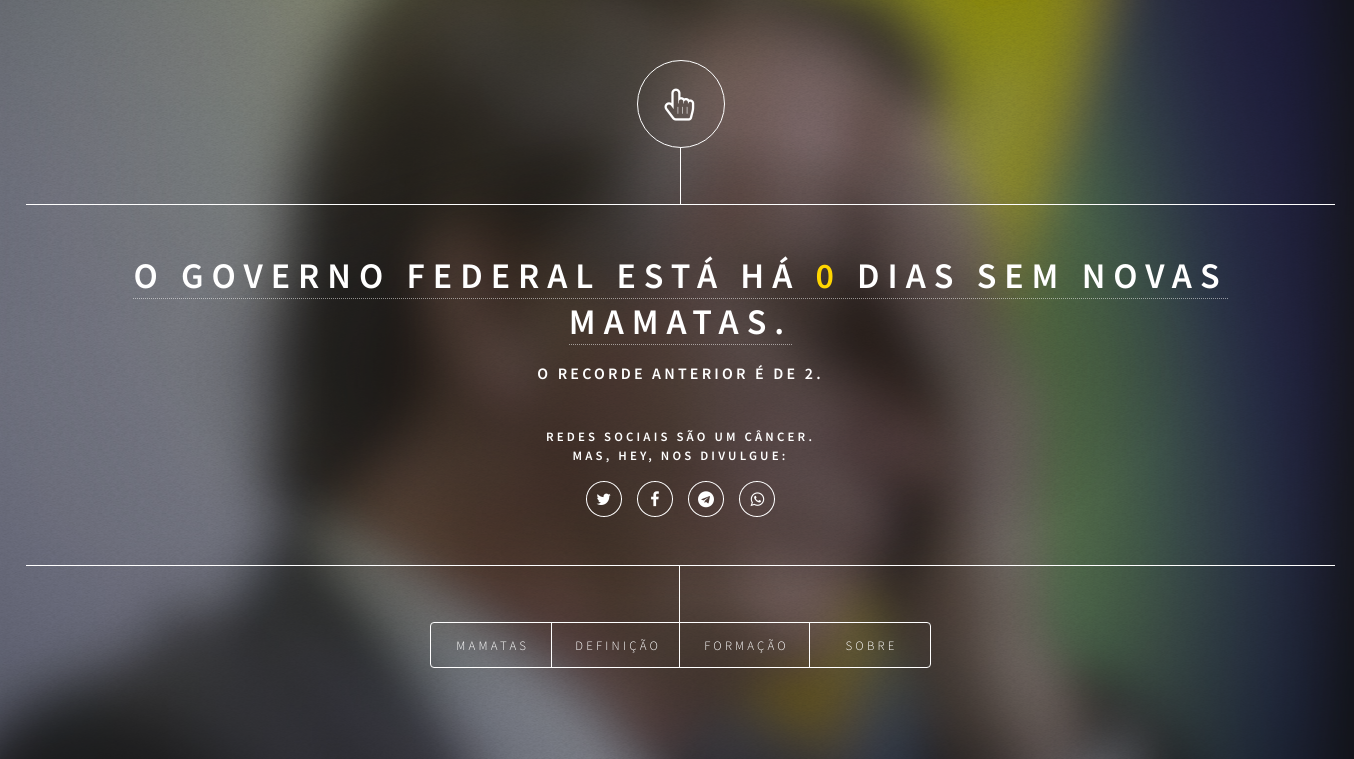 O GOVERNO FEDERAL ESTÁ HÁ 0 DIAS SEM NOVAS
MAMATAS.
O RECORDE ANTERIOR É DE 2.
REDES SOCIAIS SÃO UM CÂNCER.
MAS, HEY, NOS DIVULGUE:
MAMATAS DEFINIÇÃO FORMAÇÃO SOBRE